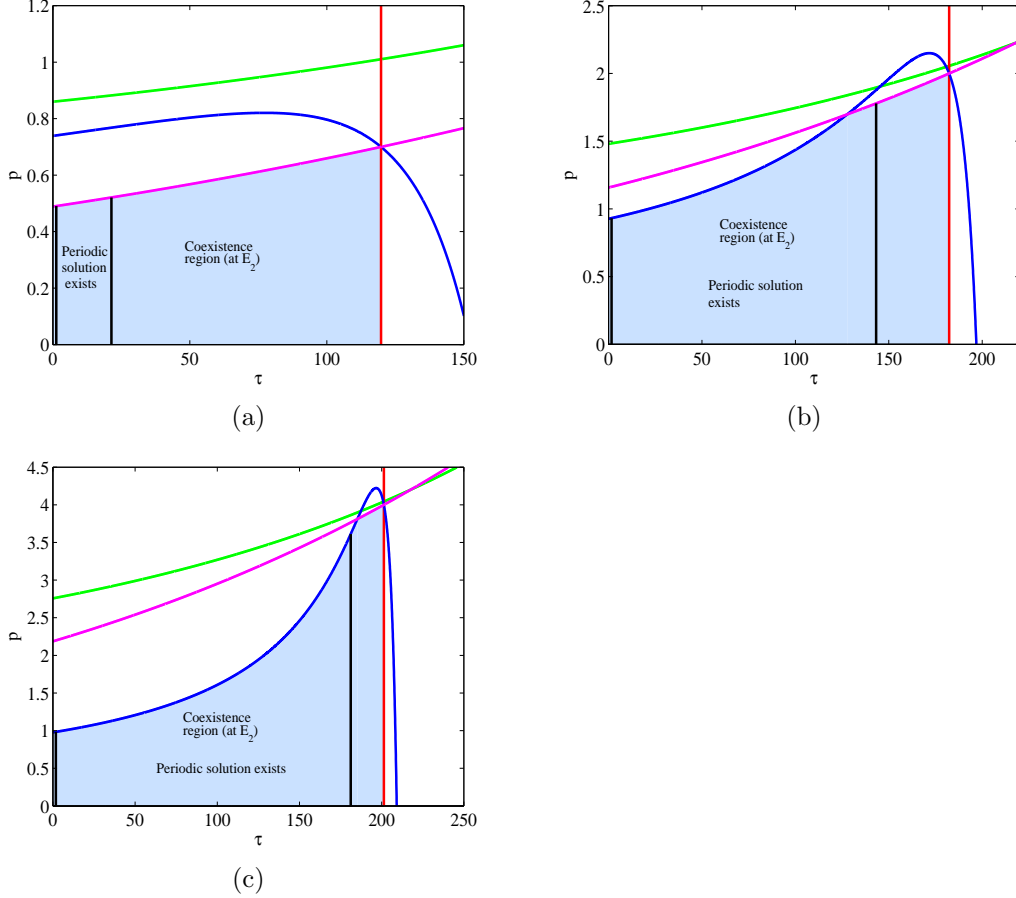 1.2
1
0.8
0.6
0.4
0.2
0
p
Periodic
solution
exists
Coexistence
region (at E2)
0 50 100 150
τ
(a)
2.5
2
1.5
1
0.5
0
p
Coexistence
region (at E2)
Periodic solution
exists
0 50 100 150 200
τ
(b)
4.5
4
3.5
3
2.5
2
1.5
1
0.5
0
p
Coexistence
region (at E2)
Periodic solution exists
0 50 100 150 200 250
τ
(c)